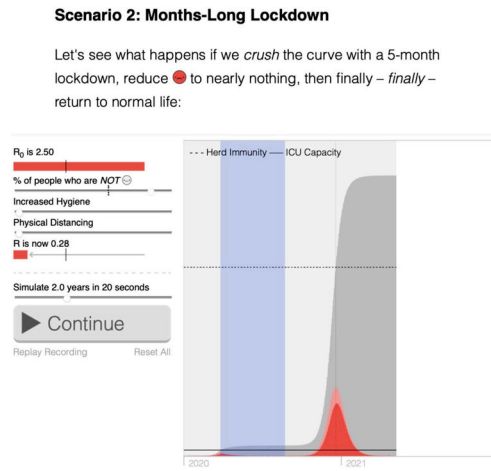 Scenario 2: Months-Long Lockdown
Let's see what happens if we crush the curve with a 5-month
lockdown, reduce to nearly nothing, then finally – finally –
return to normal life:
R0 is 2.50
% of people who are NOT
Increased Hygiene
Physical Distancing
R is now 0.28
Simulate 2.0 years in 20 seconds
Continue
Replay Recording Reset All
Herd Immunity ICU Capacity
2020 2021